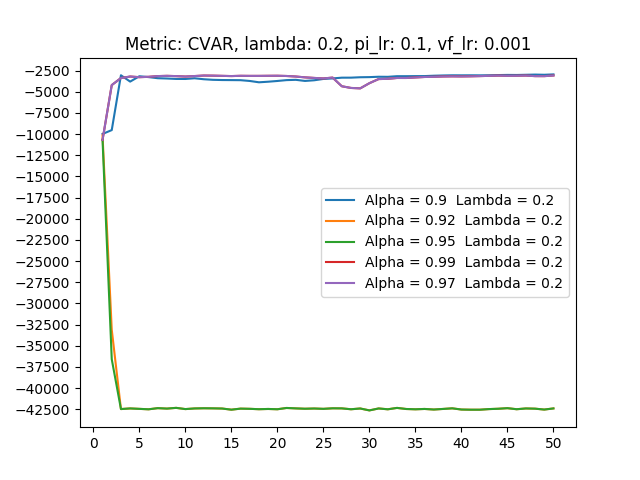 Metric: CVAR, lambda: 0.2, pi_lr: 0.1, vf_lr: 0.001
−2500
−5000
−7500
−10000
−12500
−15000
−17500
−20000
−22500
−25000
−27500
−30000
−32500
−35000
−37500
−40000
−42500
Alpha = 0.9  Lambda = 0.2
Alpha = 0.92  Lambda = 0.2
Alpha = 0.95  Lambda = 0.2
Alpha = 0.99  Lambda = 0.2
Alpha = 0.97  Lambda = 0.2
0 5 10 15 20 25 30 35 40 45 50